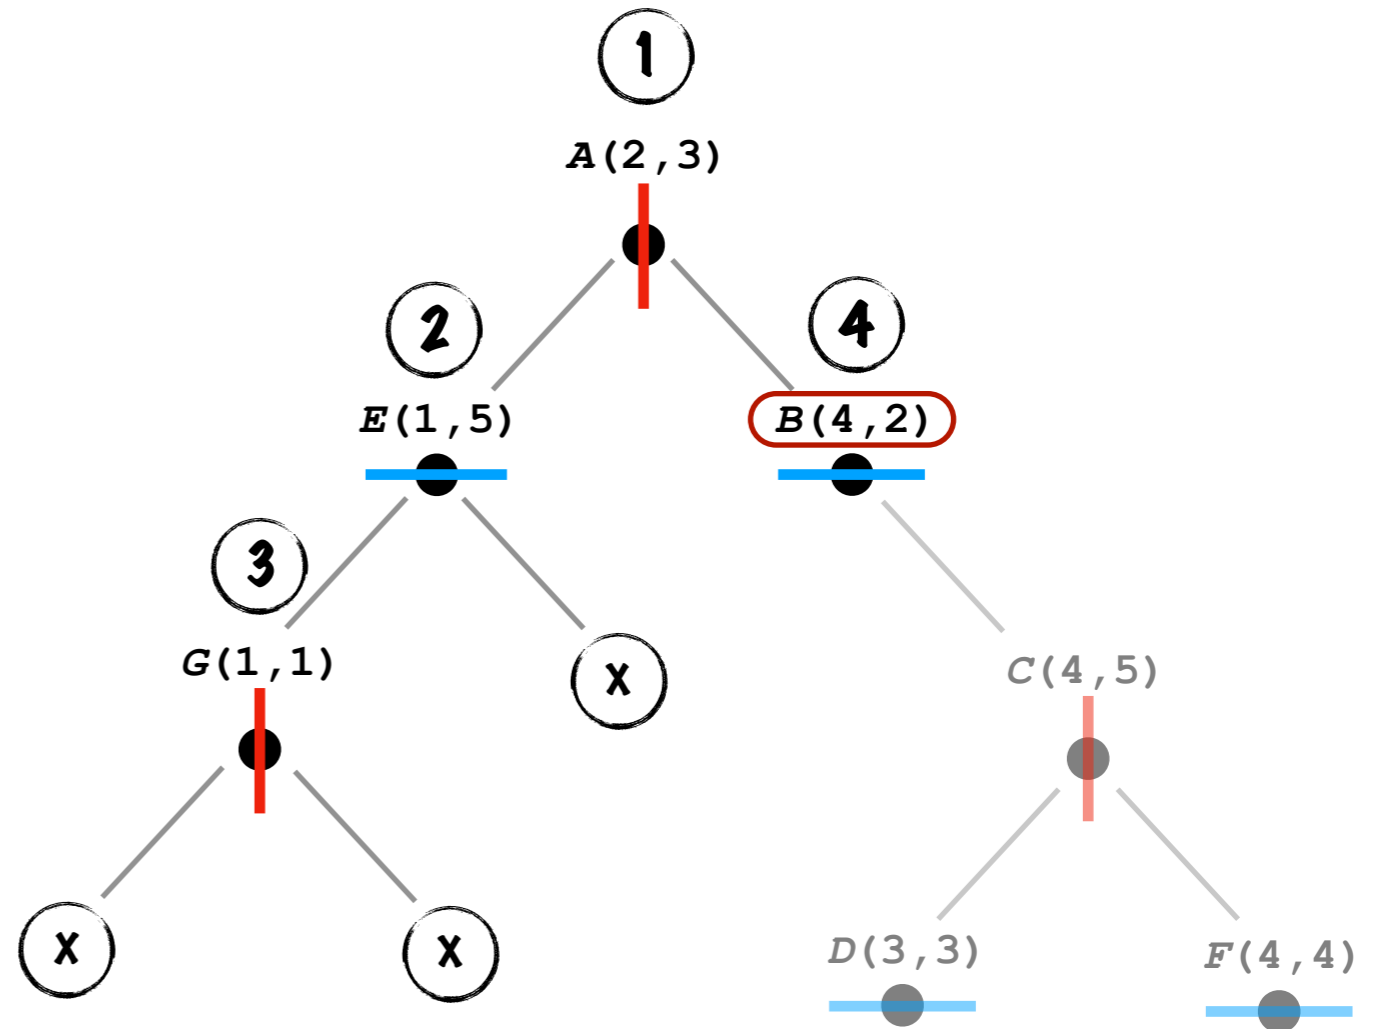 1
A(2,3)
2
4
E(1,5)
B(4,2)
3
G(1,1)
X
C(4,5)
X
X
D(3,3)
F(4,4)